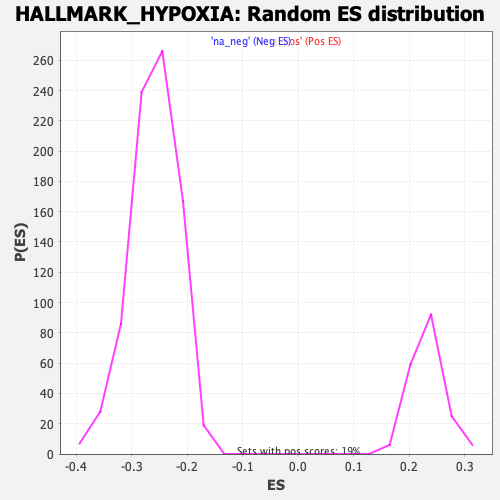 HALLMARK_HYPOXIA: Random ES distribution
'na_neg' (Neg ES) os' (Pos ES)
260
240
220
200
180
160
140
120
100
80
60
40
20
0
P(ES)
Sets with pos scores: 19%
-0.4 -0.3 -0.2 -0.1 0.0 0.1 0.2 0.3
ES